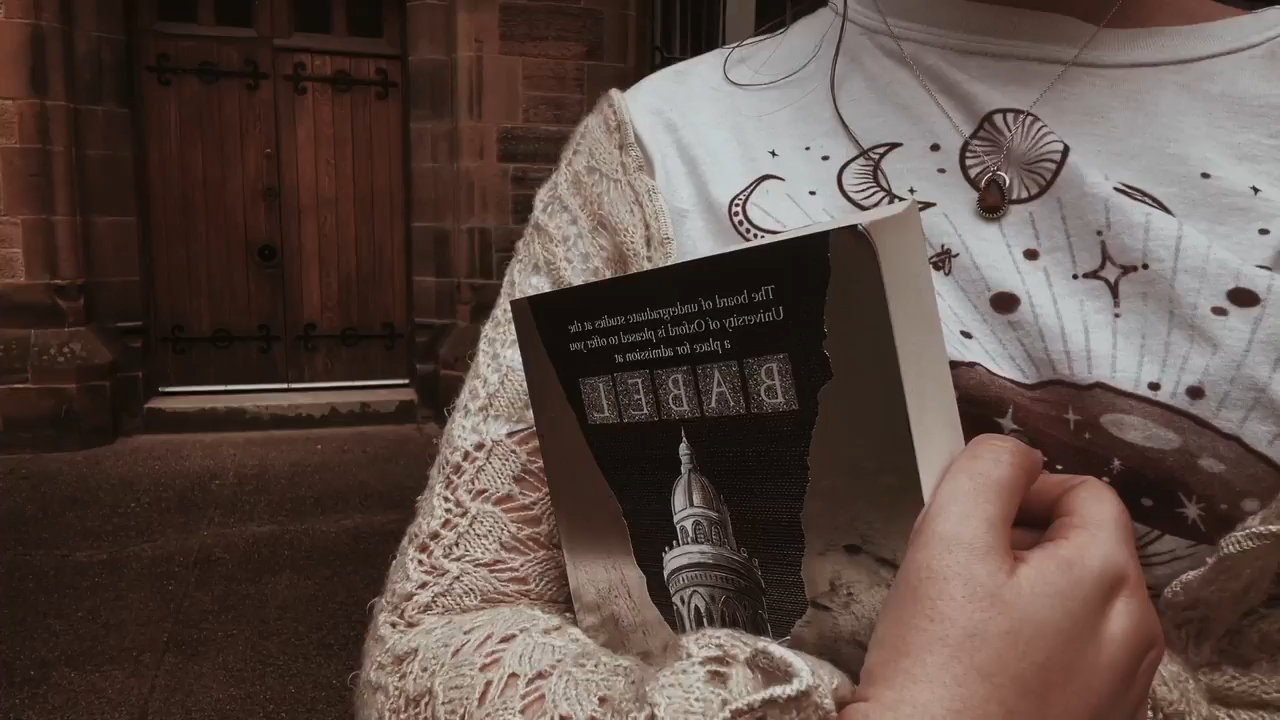 The board of undergraduate studies at the
University of Oxford is pleased to offer you
a place for admission at
BABEL